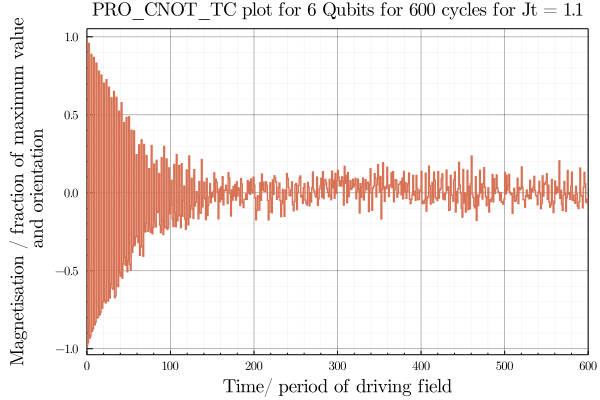 PRO_CNOT_TC plot for 6 Qubits for 600 cycles for Jt = 1.1
Magnetisation / fraction of maximum value
and orientation
1.0
0.5
0.0
−0.5
−1.0
0 100 200 300 400 500 600
Time/ period of driving field